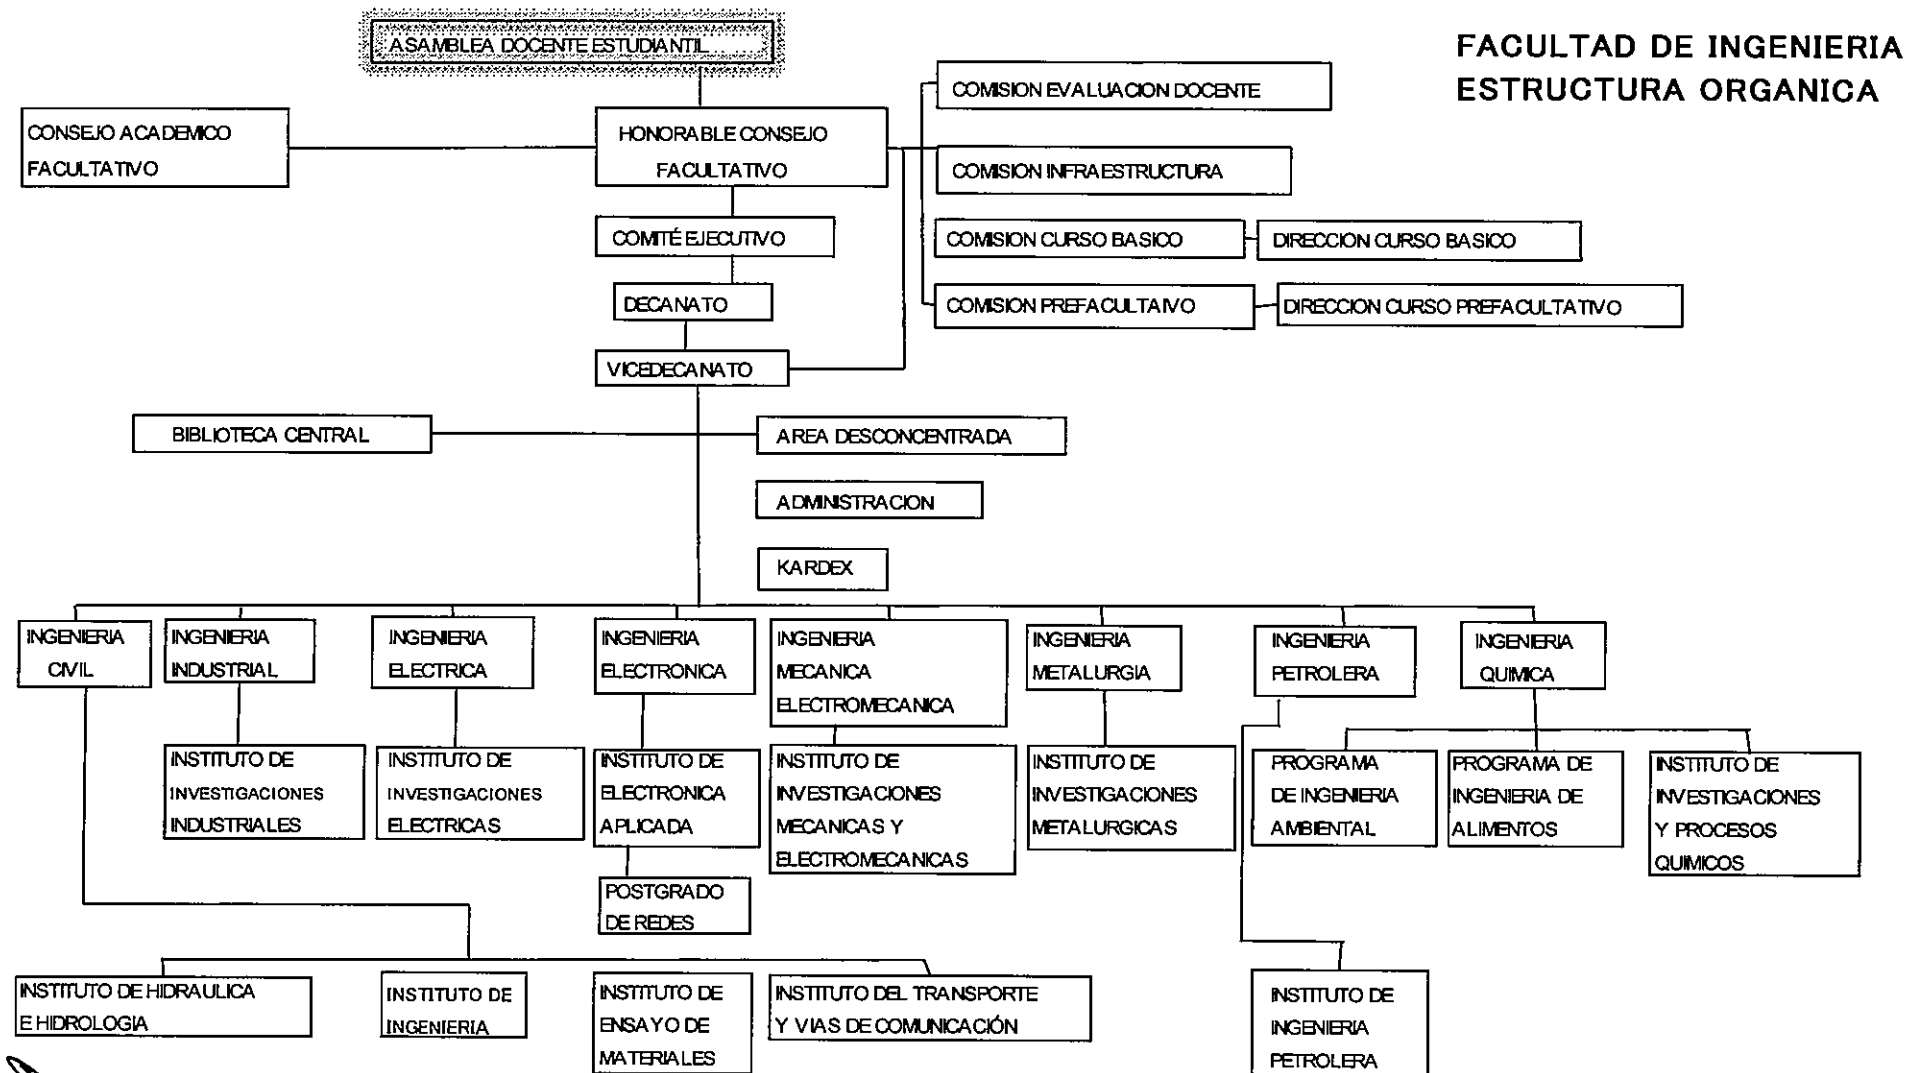 FACULTAD DE INGENIERIA
ESTRUCTURA ORGANICA
ASAMBLEA DOCENTE ESTUDIANTIL
CONSEJO ACADEMICO
FACULTATIVO
HONORABLE CONSEJO
FACULTATIVO
COMISION EVALUACION DOCENTE
COMISION INFRAESTRUCTURA
COMITÉ EJECUTIVO
COMISION CURSO BASICO
DIRECCION CURSO BASICO
DECANATO
COMISION PREFACULTAIVO
DIRECCION CURSO PREFACULTATIVO
VICEDECANATO
BIBLIOTECA CENTRAL
AREA DESCONCENTRADA
ADMINISTRACION
KARDEX
INGENIERIA
CIVIL
INGENIERIA
INDUSTRIAL
INGENIERIA
ELECTRICA
INGENIERIA
ELECTRONICA
INGENIERIA
MECANICA
ELECTROMECANICA
INGENIERIA
METALURGIA
INGENIERIA
PETROLERA
INGENIERIA
QUIMICA
INSTITUTO DE
INVESTIGACIONES
INDUSTRIALES
INSTITUTO DE
INVESTIGACIONES
ELECTRICAS
INSTITUTO DE
ELECTRONICA
APLICADA
INSTITUTO DE
INVESTIGACIONES
MECANICAS Y
ELECTROMECANICAS
INSTITUTO DE
INVESTIGACIONES
METALURGICAS
PROGRAMA
DE INGENIERIA
AMBIENTAL
PROGRAMA DE
INGENIERIA DE
ALIMENTOS
INSTITUTO DE
INVESTIGACIONES
Y PROCESOS
QUIMICOS
POSTGRADO
DE REDES
INSTITUTO DE HIDRAULICA
E HIDROLOGIA
INSTITUTO DE
INGENIERIA
INSTITUTO DE
ENSAYO DE
MATERIALES
INSTITUTO DEL TRANSPORTE
Y VIAS DE COMUNICACIÓN
INSTITUTO DE
INGENIERIA
PETROLERA